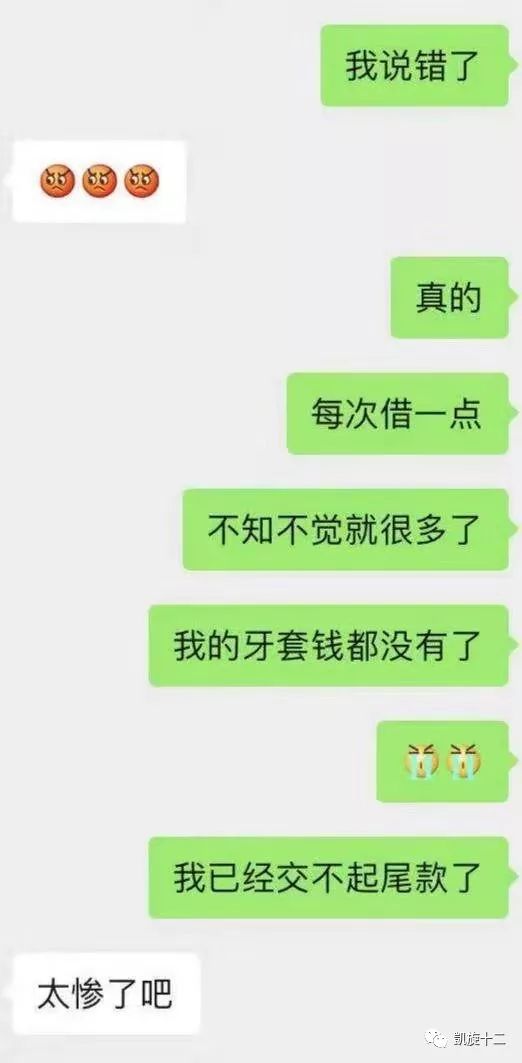 我说错了
真的
每次借一点
不知不觉就很多了
我的牙套钱都没有了
我已经交不起尾款了
太惨了吧
凯旋十二